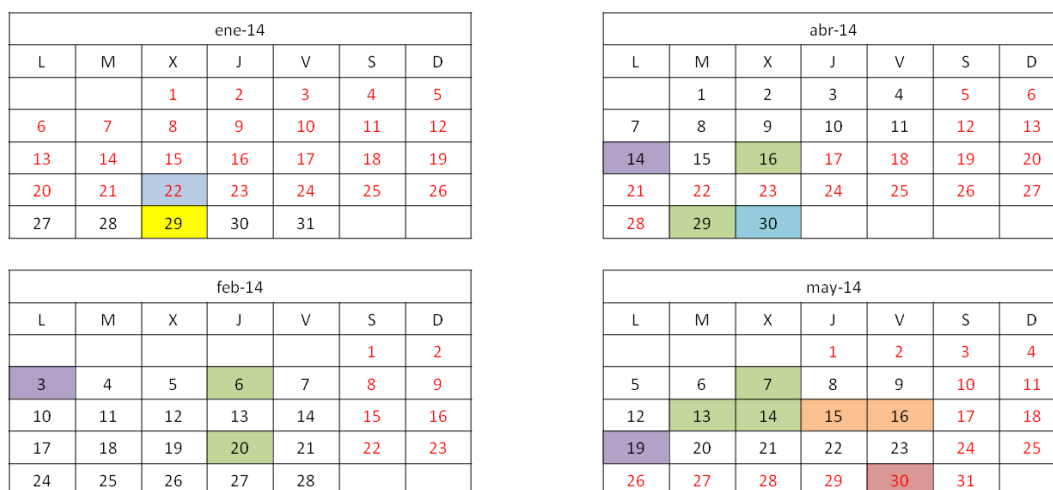 ene-14
L M X J V S D
1 2 3 4 5
6 7 8 9 10 11 12
13 14 15 16 17 18 19
20 21 22 23 24 25 26
27 28 29 30 31
abr-14
L M X J V S D
1 2 3 4 5 6
7 8 9 10 11 12 13
14 15 16 17 18 19 20
21 22 23 24 25 26 27
28 29 30
feb-14
L M X J V S D
1 2
3 4 5 6 7 8 9
10 11 12 13 14 15 16
17 18 19 20 21 22 23
24 25 26 27 28
may-14
L M X J V S D
1 2 3 4
5 6 7 8 9 10 11
12 13 14 15 16 17 18
19 20 21 22 23 24 25
26 27 28 29 30 31